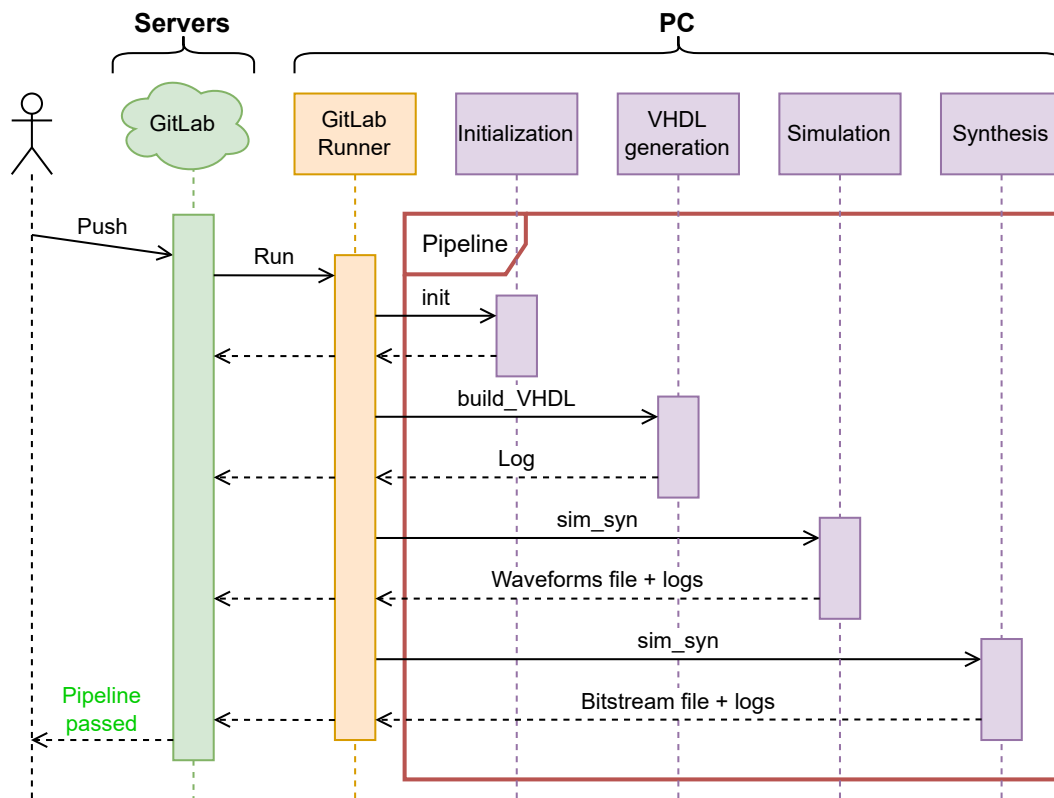 Servers
PC
GitLab
GitLab
Runner
Initialization
VHDL
generation
Simulation
Synthesis
Push
Run
Pipeline
init
build_VHDL
Log
sim_syn
Waveforms file + logs
sim_syn
Bitstream file + logs
Pipeline
passed